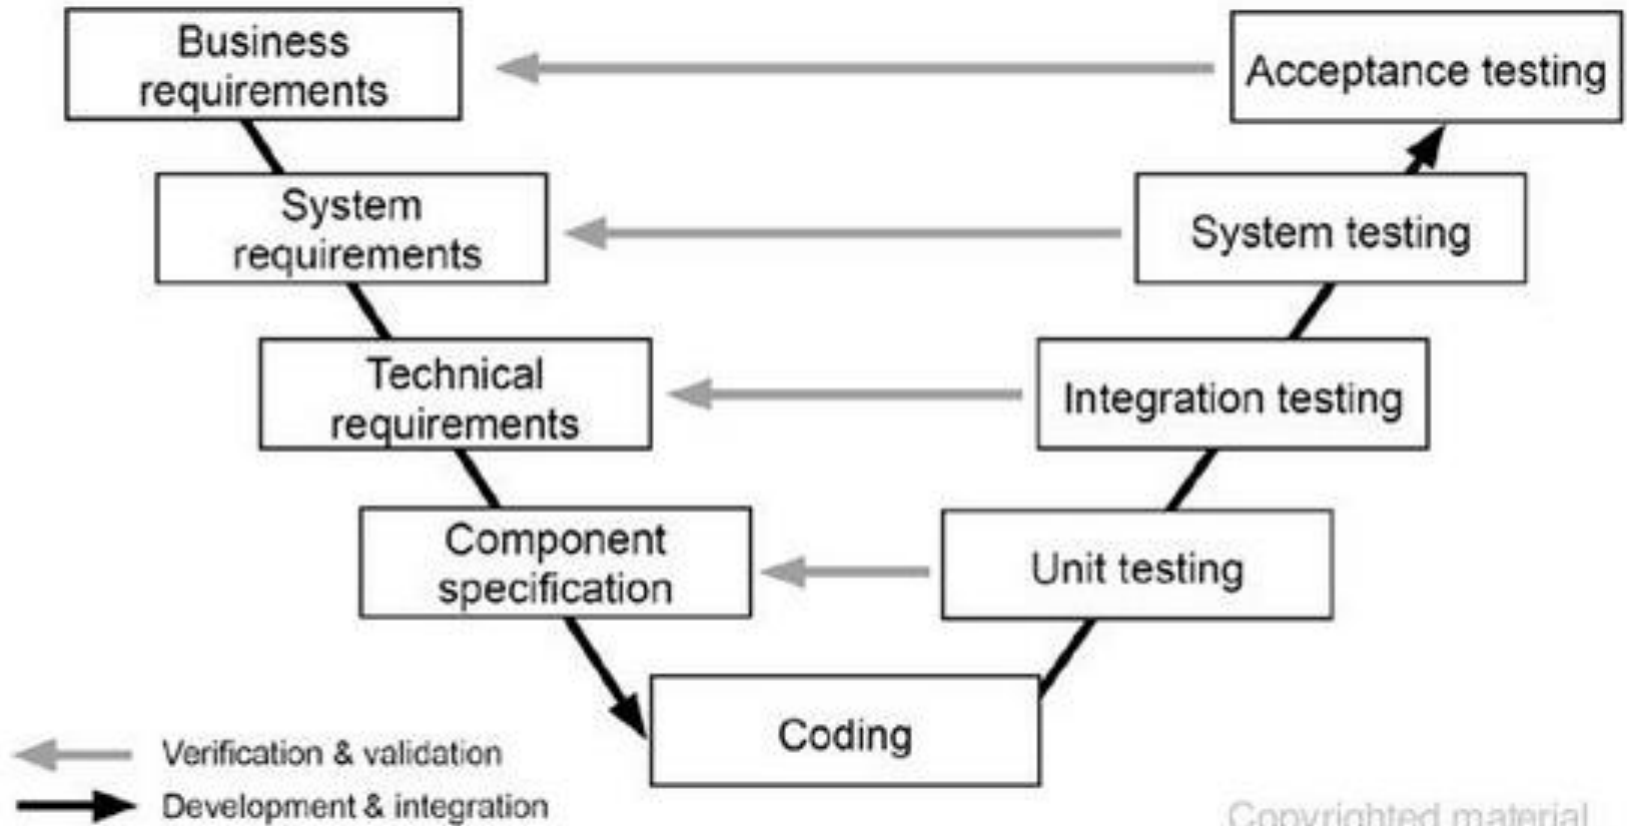 Business
requirements
Acceptance testing
System
requirements
System testing
Technical
requirements
Integration testing
Component
specification
Unit testing
Coding
Verification & validation
Development & integration
Copyrighted material